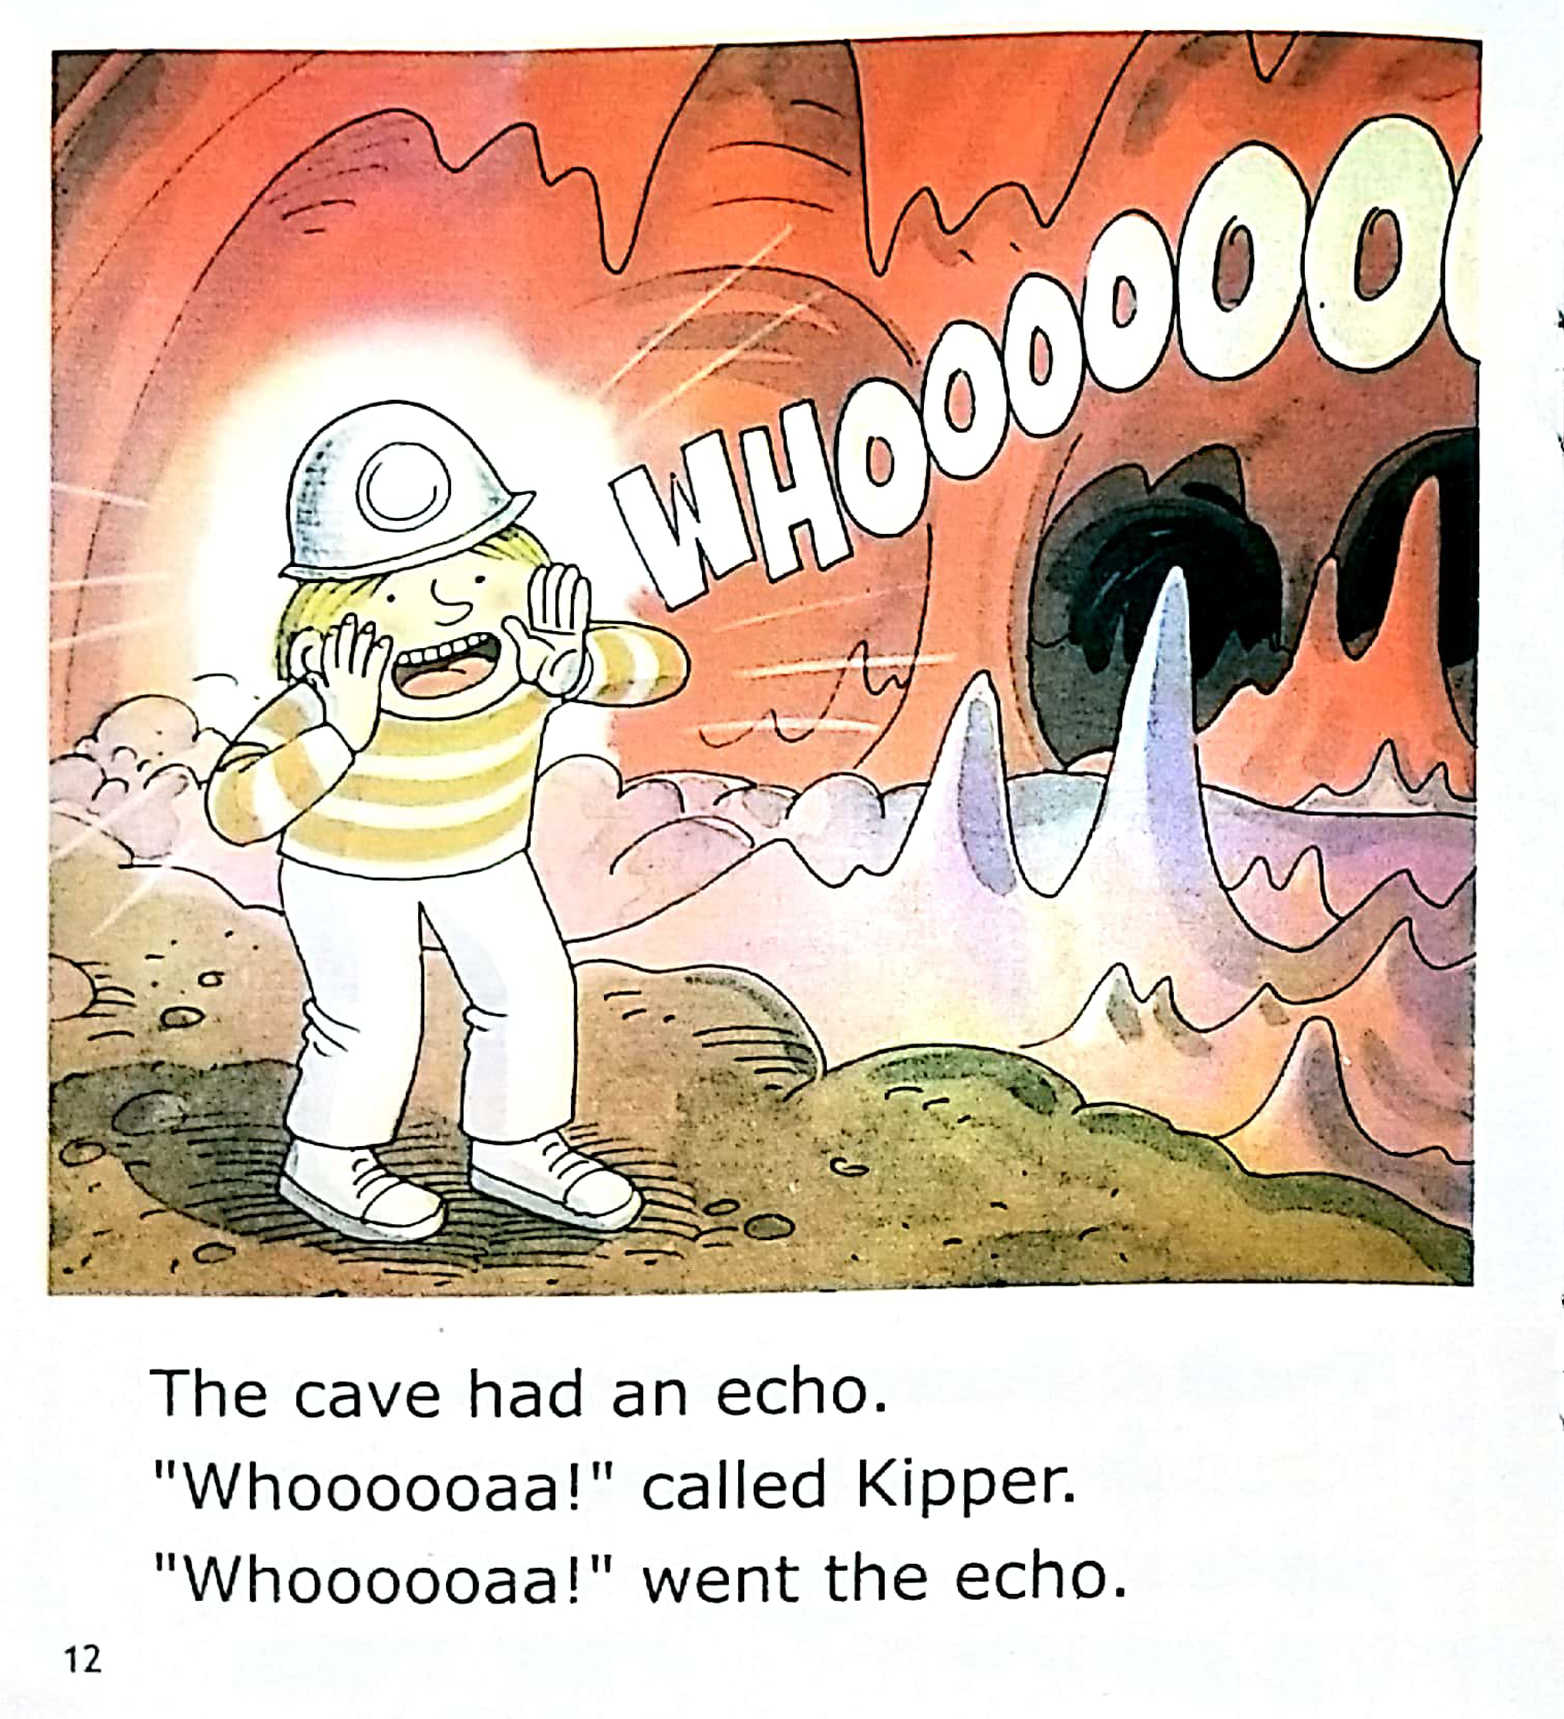 WHOOOOOOO
The cave had an echo.
"Whoooooaa!" called Kipper.
"Whoooooaa!" went the echo.
12